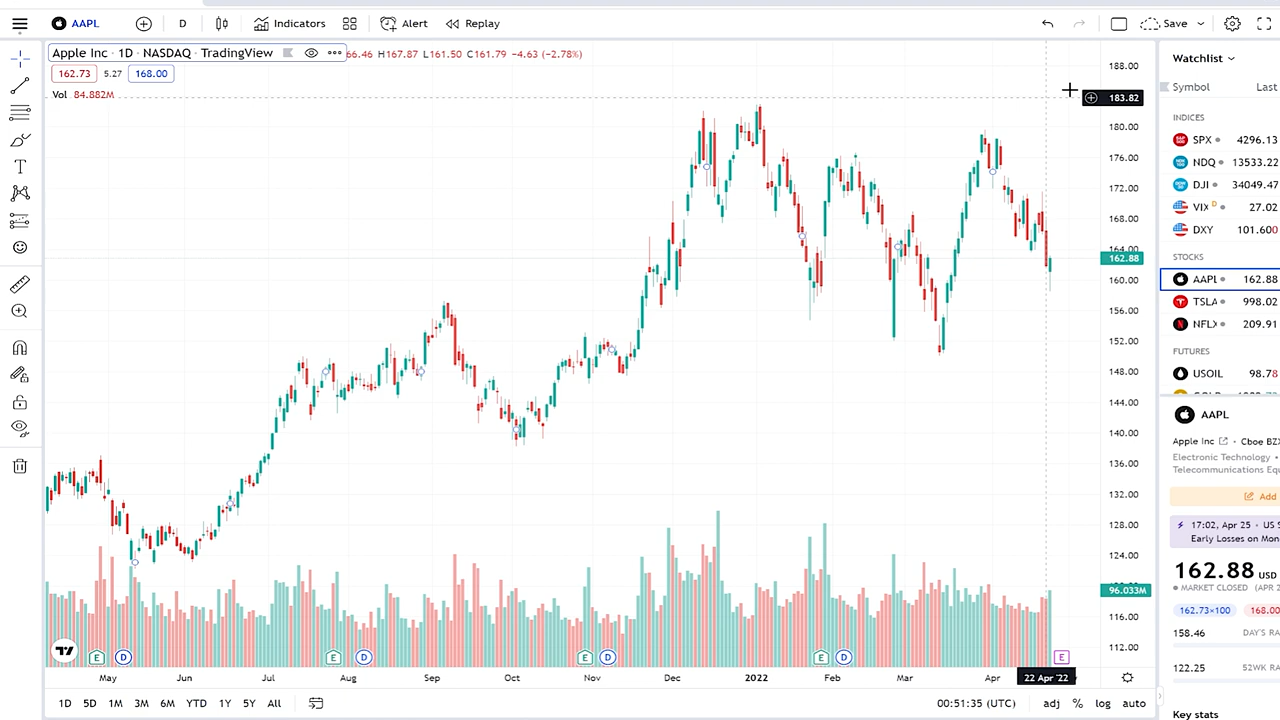 AAPL D Indicators Alert Replay Save
Apple Inc · 1D · NASDAQ · TradingView 66.46 H167.87 L161.50 C161.79 −4.63 (−2.78%)
162.73 5.27 168.00
Vol 84.882M
188.00
183.82
180.00
176.00
172.00
168.00
164.00
162.88
160.00
156.00
152.00
148.00
144.00
140.00
136.00
132.00
128.00
124.00
96.033M
116.00
112.00
E D E D E D E D E
May Jun Jul Aug Sep Oct Nov Dec 2022 Feb Mar Apr 22 Apr '22
1D 5D 1M 3M 6M YTD 1Y 5Y All 00:51:35 (UTC) adj % log auto
Watchlist
Symbol Last
INDICES
SPX 4296.13
NDQ 13533.22
DJI 34049.47
VIX D 27.02
DXY 101.600
STOCKS
AAPL 162.88
TSLA 998.02
NFLX 209.91
FUTURES
USOIL 98.78
AAPL
Apple Inc · Cboe BZX
Electronic Technology ·
Telecommunications Equ
Add
17:02, Apr 25 · US S
Early Losses on Mon
162.88 USD
MARKET CLOSED (APR 2
162.73×100 168.00
158.46 DAY'S RA
122.25 52WK RA
Key stats